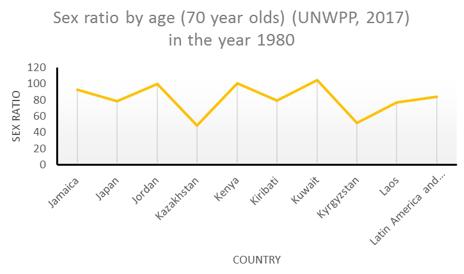 Sex ratio by age (70 year olds) (UNWPP, 2017)
in the year 1980
SEX RATIO
120
100
80
60
40
20
0
Jamaica
Japan
Jordan
Kazakhstan
Kenya
Kiribati
Kuwait
Kyrgyzstan
Laos
Latin America and...
COUNTRY